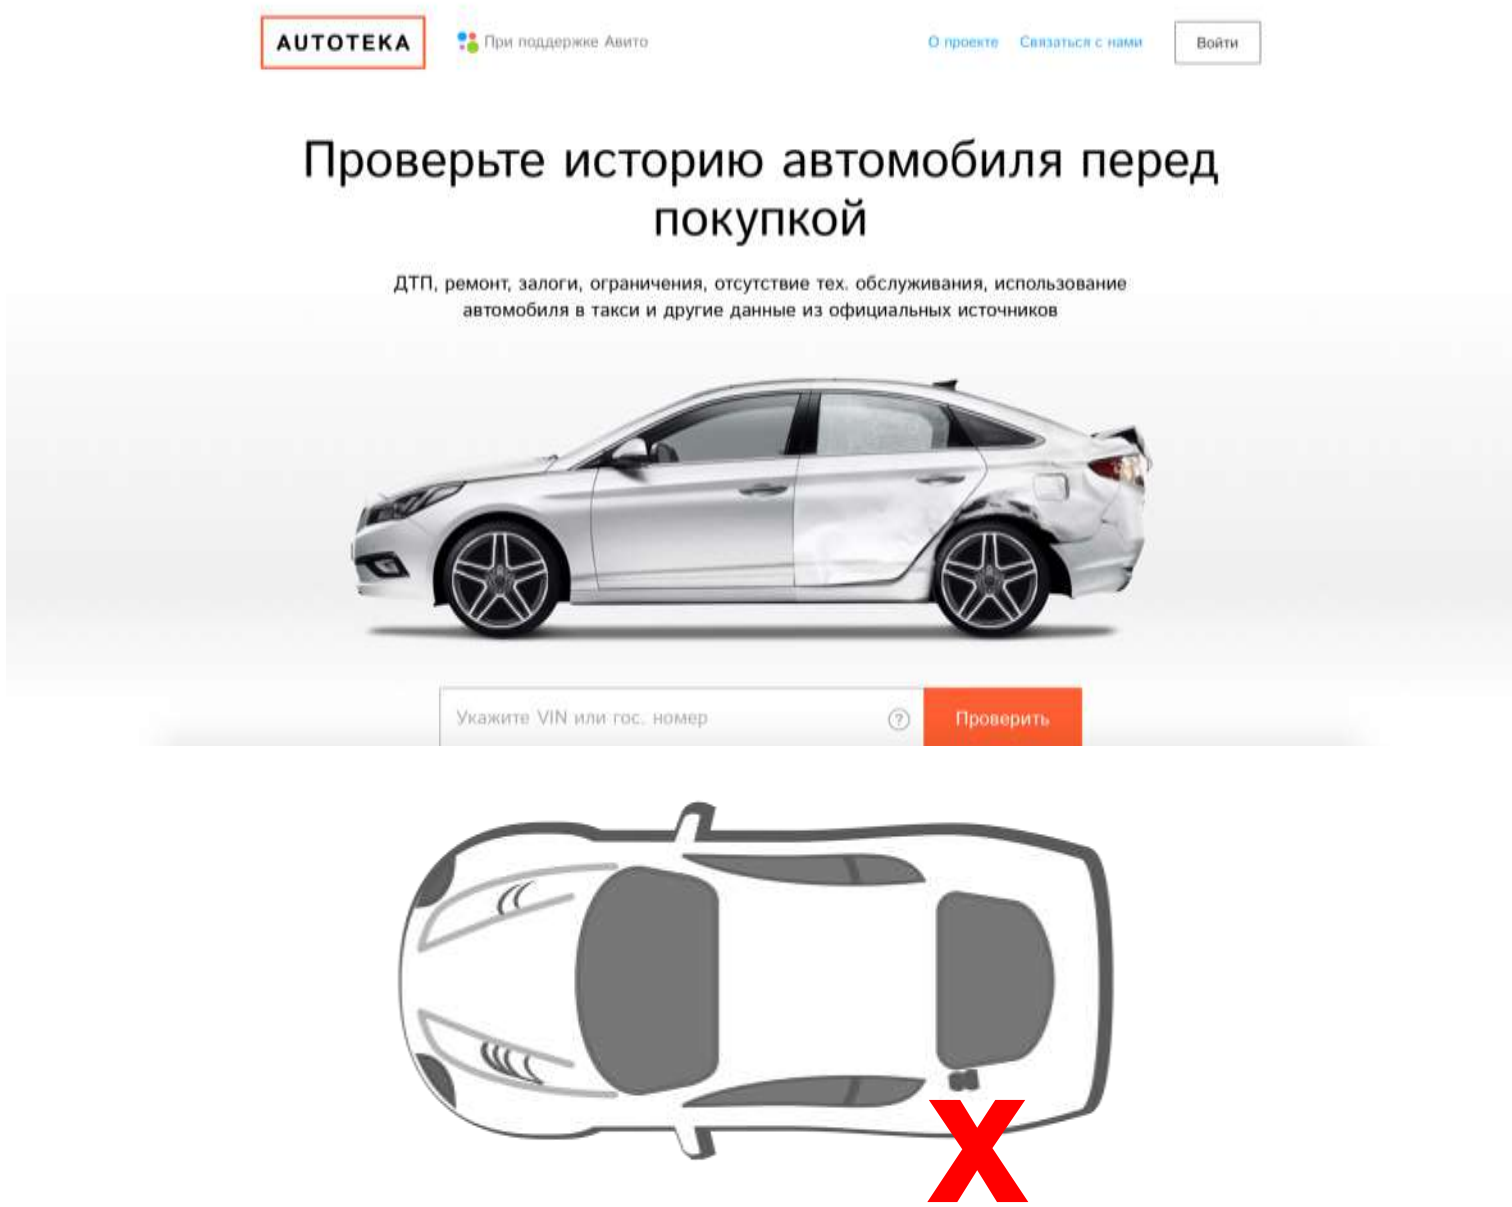 AUTOTEKA
При поддержке Авито
О проекте
Связаться с нами
Войти
Проверьте историю автомобиля перед
покупкой
ДТП, ремонт, залоги, ограничения, отсутствие тех. обслуживания, использование
автомобиля в такси и другие данные из официальных источников
Укажите VIN или гос. номер
?
Проверить
X